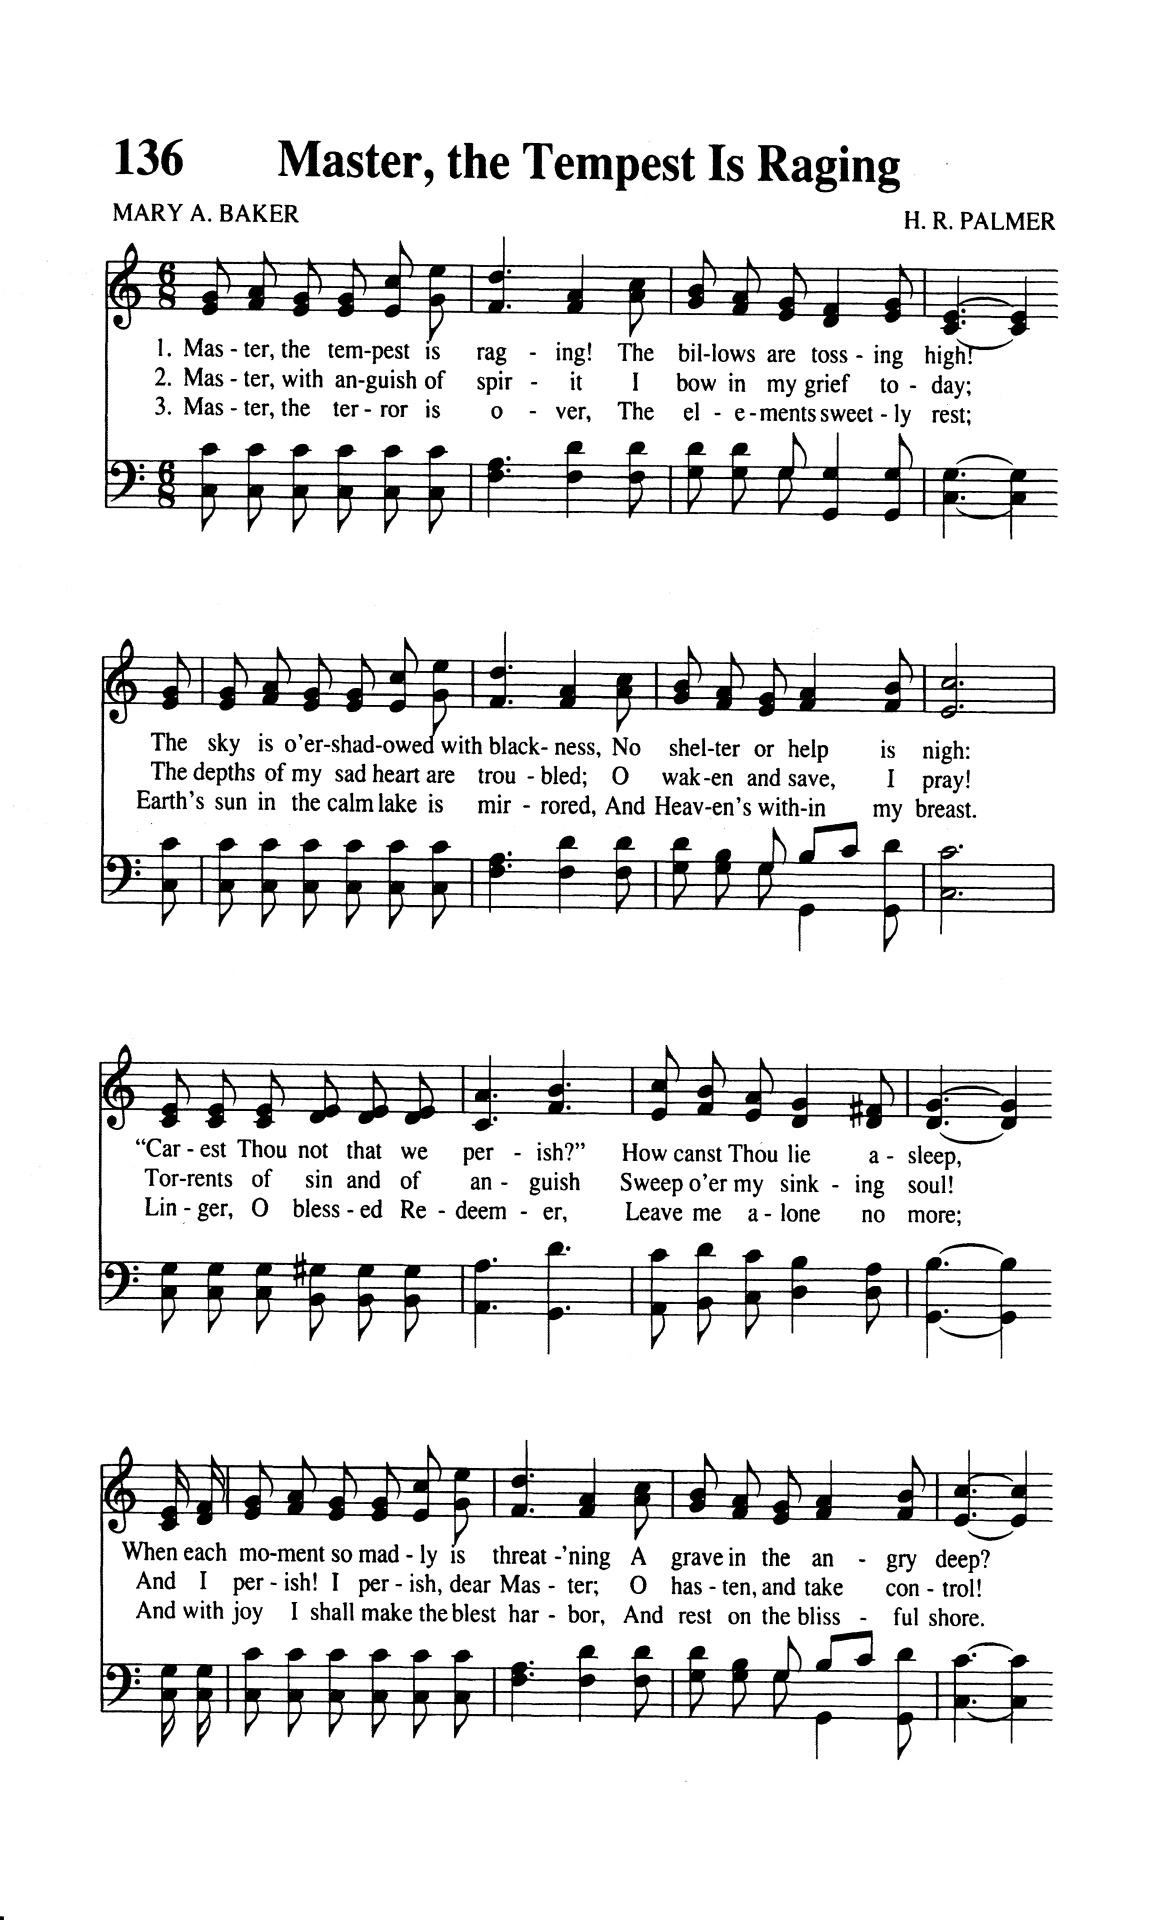 136 Master, the Tempest Is Raging
MARY A. BAKER H. R. PALMER
6 8
1. Mas - ter, the tem-pest is rag - ing! The bil-lows are toss - ing high!
2. Mas - ter, with an-guish of spir - it I bow in my grief to - day;
3. Mas - ter, the ter - ror is o - ver, The el - e-ments sweet - ly rest;
6 8
The sky is o'er-shad-owed with black- ness, No shel-ter or help is nigh:
The depths of my sad heart are trou - bled; O wak-en and save, I pray!
Earth's sun in the calm lake is mir - rored, And Heav-en's with-in my breast.
“Car - est Thou not that we per - ish?” How canst Thou lie a - sleep,
Tor-rents of sin and of an - guish Sweep o'er my sink - ing soul!
Lin - ger, O bless - ed Re - deem - er, Leave me a - lone no more;
When each mo-ment so mad - ly is threat -'ning A grave in the an - gry deep?
And I per - ish! I per - ish, dear Mas - ter; O has - ten, and take con - trol!
And with joy I shall make the blest har - bor, And rest on the bliss - ful shore.